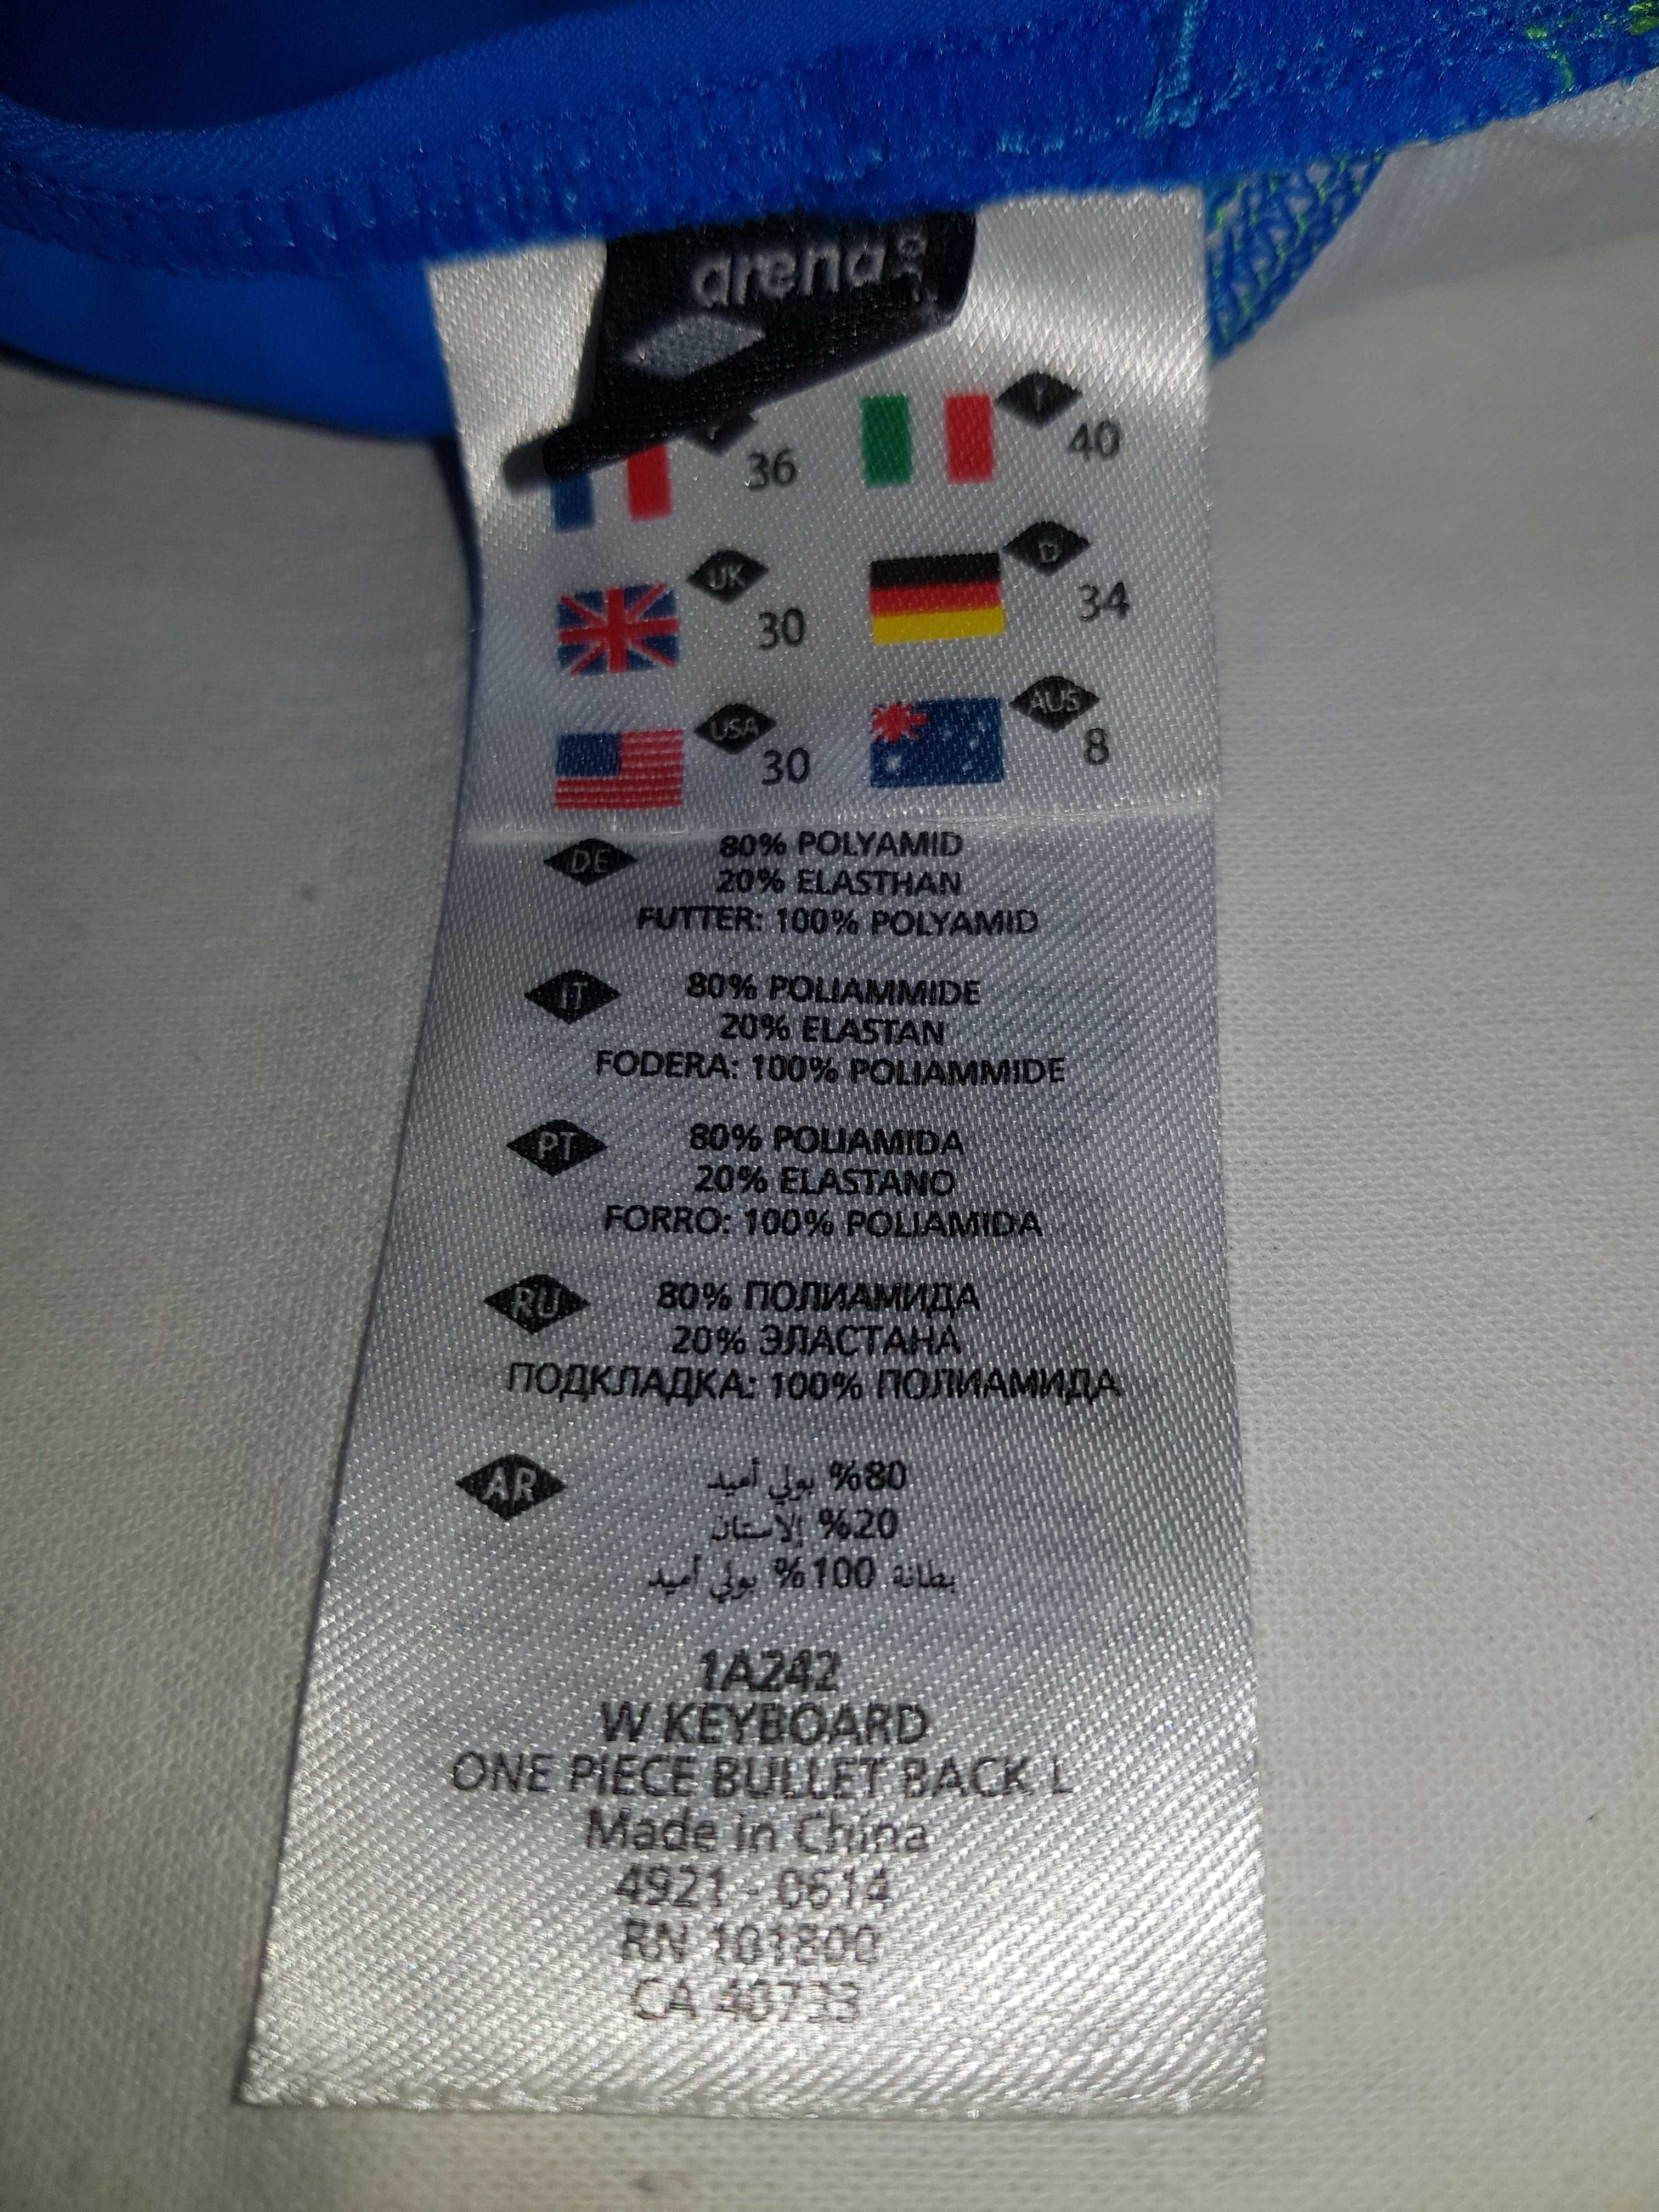 arena
36
I 40
UK 30
D 34
USA 30
AUS 8
DE 80% POLYAMID
20% ELASTHAN
FUTTER: 100% POLYAMID
IT 80% POLIAMMIDE
20% ELASTAN
FODERA: 100% POLIAMMIDE
PT 80% POLIAMIDA
20% ELASTANO
FORRO: 100% POLIAMIDA
RU 80% ПОЛИАМИДА
20% ЭЛАСТАНА
ПОДКЛАДКА: 100% ПОЛИАМИДА
AR 80% بولي أميد
20% إلاستان
بطانة 100% بولي أميد
1A242
W KEYBOARD
ONE PIECE BULLET BACK L
Made in China
4921 - 0614
RN 101800
CA 40733